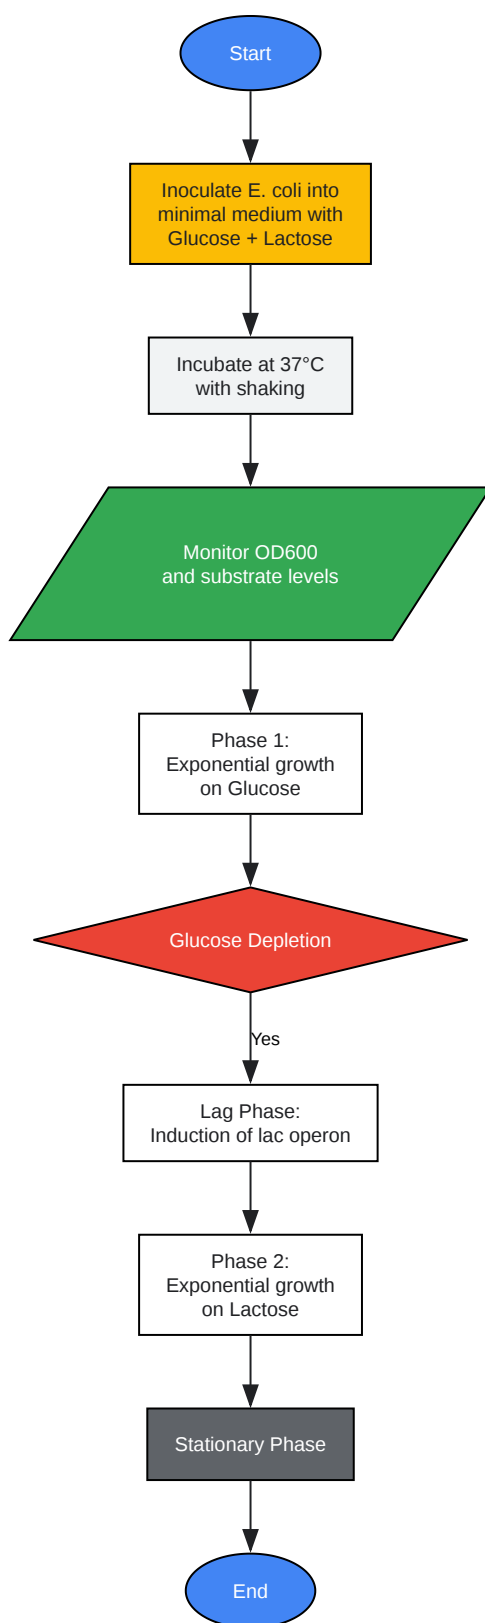 Start
Inoculate E. coli into
minimal medium with
Glucose + Lactose
Incubate at 37°C
with shaking
Monitor OD600
and substrate levels
Phase 1:
Exponential growth
on Glucose
Glucose Depletion
Yes
Lag Phase:
Induction of lac operon
Phase 2:
Exponential growth
on Lactose
Stationary Phase
End